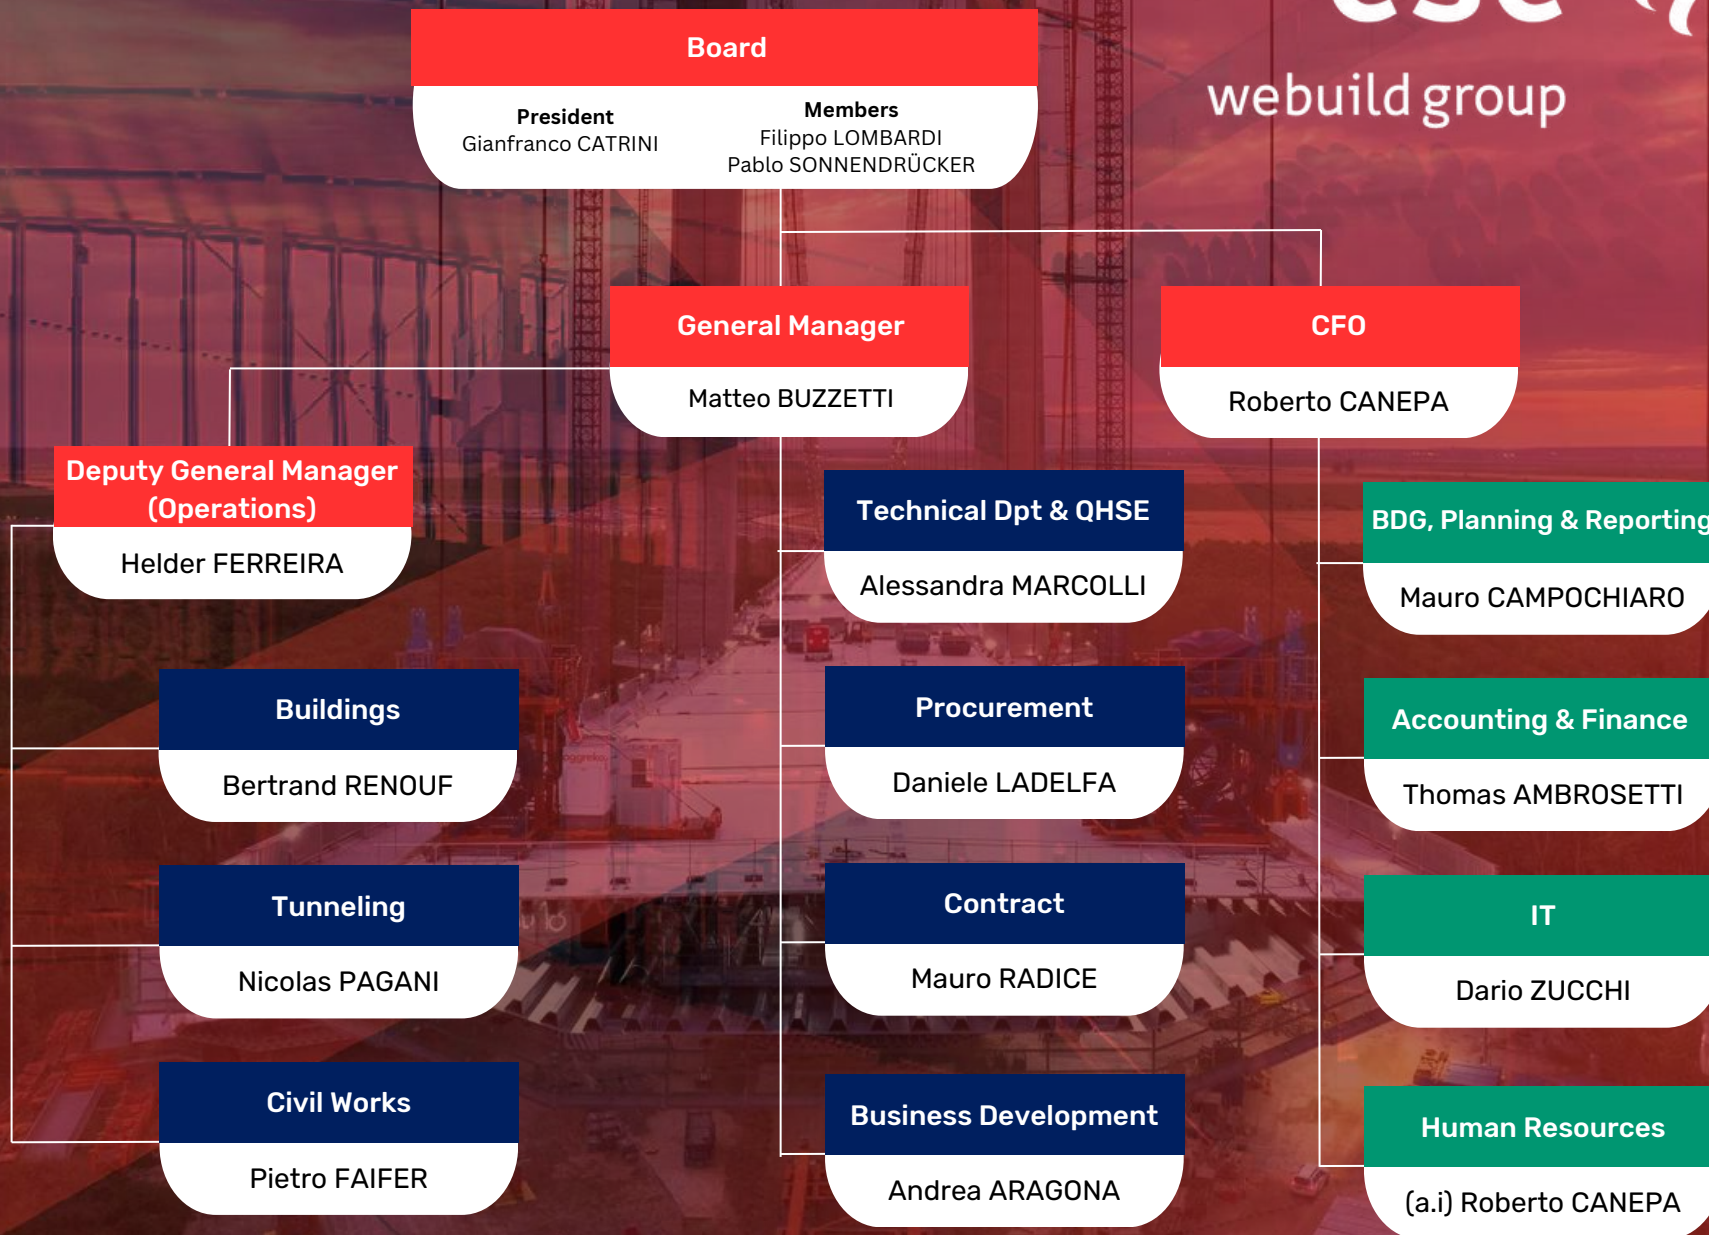 csc
webuild group
Board
President
Gianfranco CATRINI
Members
Filippo LOMBARDI
Pablo SONNENDRÜCKER
General Manager
Matteo BUZZETTI
CFO
Roberto CANEPA
Deputy General Manager
(Operations)
Helder FERREIRA
Buildings
Bertrand RENOUF
Tunneling
Nicolas PAGANI
Civil Works
Pietro FAIFER
Technical Dpt & QHSE
Alessandra MARCOLLI
Procurement
Daniele LADELFA
Contract
Mauro RADICE
Business Development
Andrea ARAGONA
BDG, Planning & Reporting
Mauro CAMPOCHIARO
Accounting & Finance
Thomas AMBROSETTI
IT
Dario ZUCCHI
Human Resources
(a.i) Roberto CANEPA